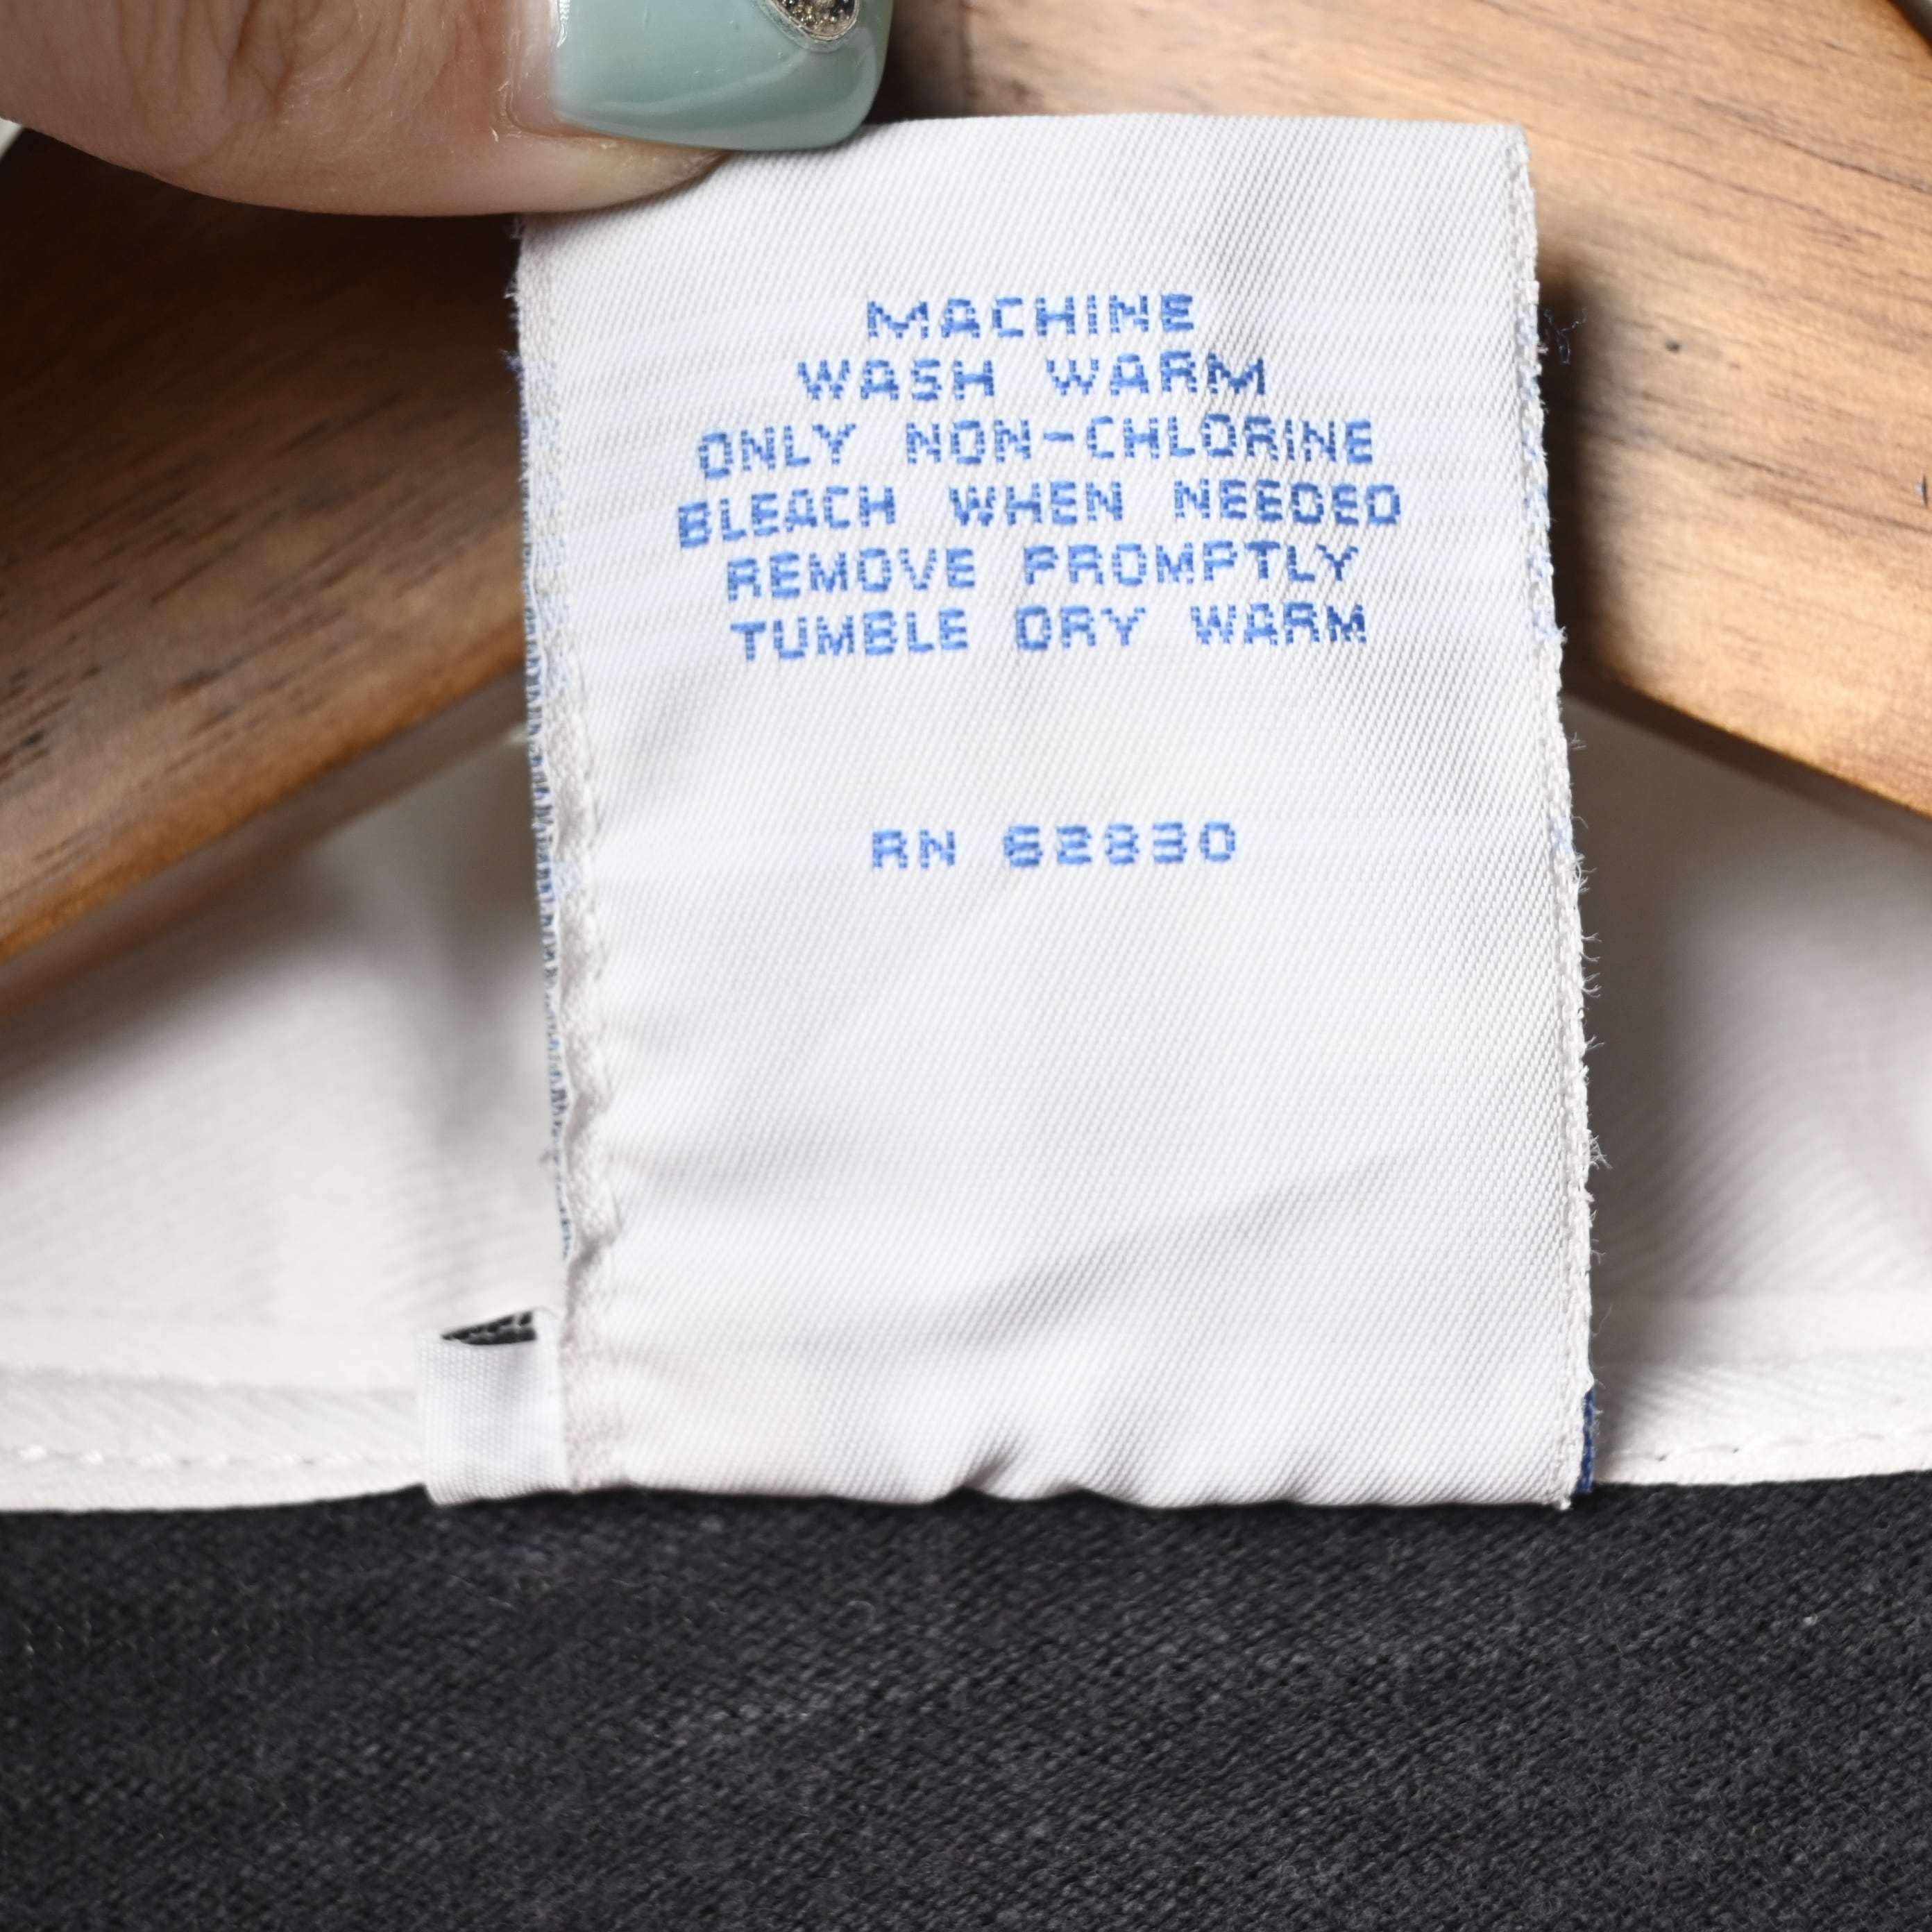 MACHINE
WASH WARM
ONLY NON-CHLORINE
BLEACH WHEN NEEDED
REMOVE PROMPTLY
TUMBLE DRY WARM
RN 62830